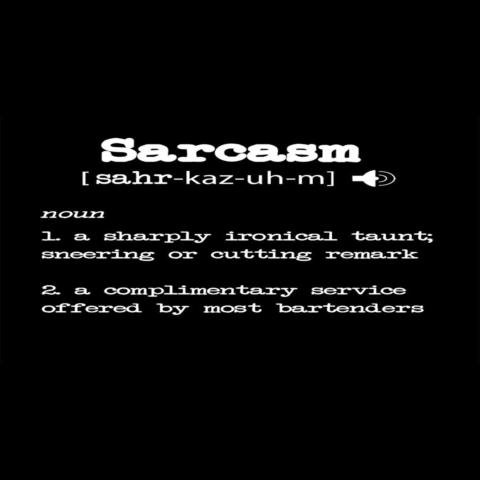 Sarcasm
[sahr-kaz-uh-m]
noun
1. a sharply ironical taunt;
sneering or cutting remark
2. a complimentary service
offered by most bartenders